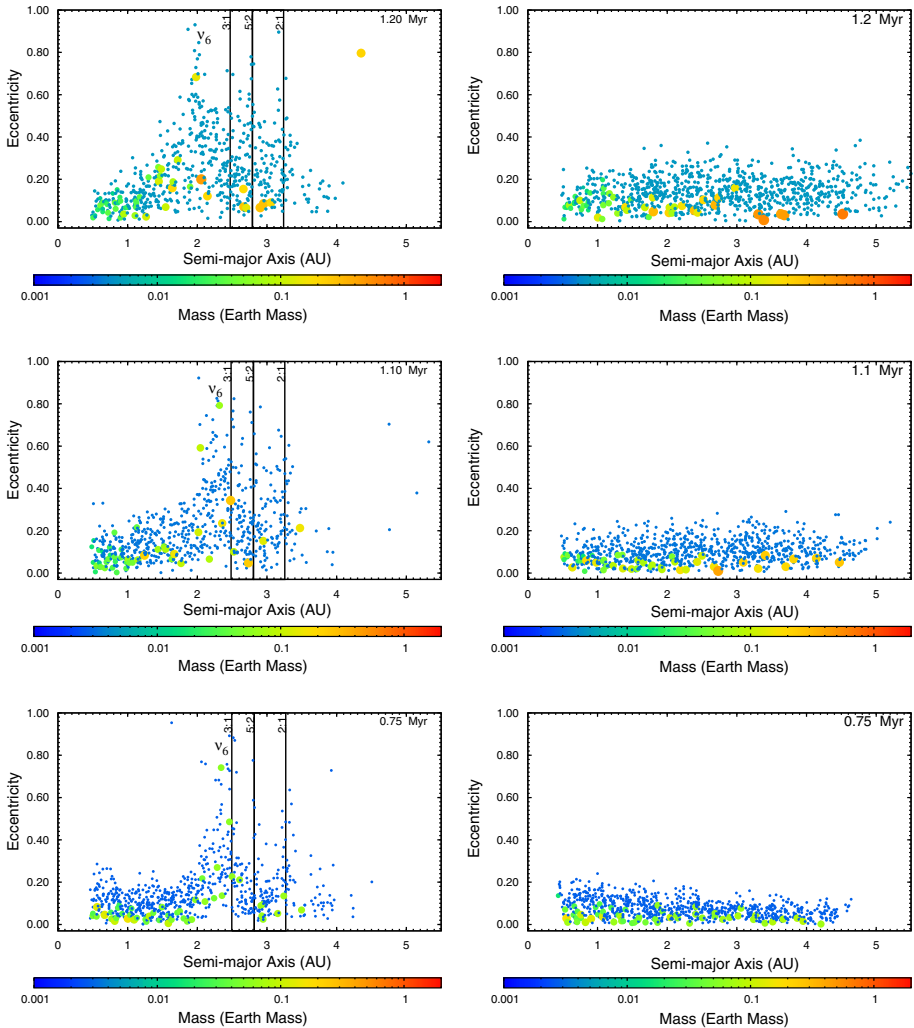 1.20 Myr
ν6
3:1
5:2
2:1
Eccentricity
1.00
0.80
0.60
0.40
0.20
0.00
0 1 2 3 4 5
Semi-major Axis (AU)
0.001 0.01 0.1 1
Mass (Earth Mass)
1.2 Myr
Eccentricity
1.00
0.80
0.60
0.40
0.20
0.00
0 1 2 3 4 5
Semi-major Axis (AU)
0.001 0.01 0.1 1
Mass (Earth Mass)
1.10 Myr
ν6
3:1
5:2
2:1
Eccentricity
1.00
0.80
0.60
0.40
0.20
0.00
0 1 2 3 4 5
Semi-major Axis (AU)
0.001 0.01 0.1 1
Mass (Earth Mass)
1.1 Myr
Eccentricity
1.00
0.80
0.60
0.40
0.20
0.00
0 1 2 3 4 5
Semi-major Axis (AU)
0.001 0.01 0.1 1
Mass (Earth Mass)
0.75 Myr
ν6
3:1
5:2
2:1
Eccentricity
1.00
0.80
0.60
0.40
0.20
0.00
0 1 2 3 4 5
Semi-major Axis (AU)
0.001 0.01 0.1 1
Mass (Earth Mass)
0.75 Myr
Eccentricity
1.00
0.80
0.60
0.40
0.20
0.00
0 1 2 3 4 5
Semi-major Axis (AU)
0.001 0.01 0.1 1
Mass (Earth Mass)